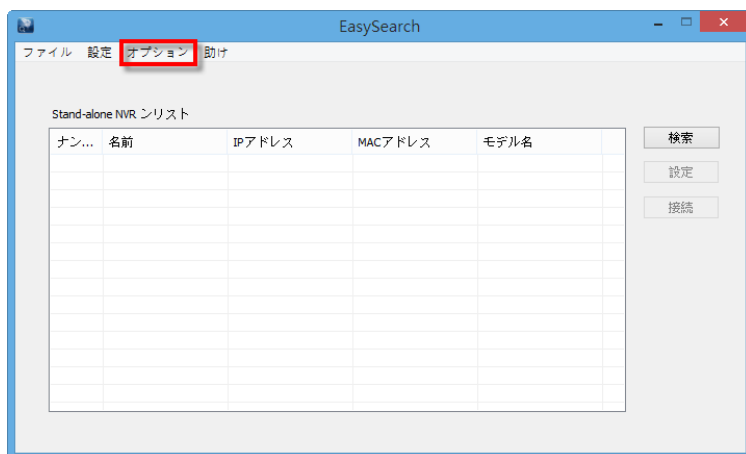 EasySearch
ファイル 設定 オプション 助け
Stand-alone NVR ンリスト
ナン... 名前 IPアドレス MACアドレス モデル名
検索
設定
接続